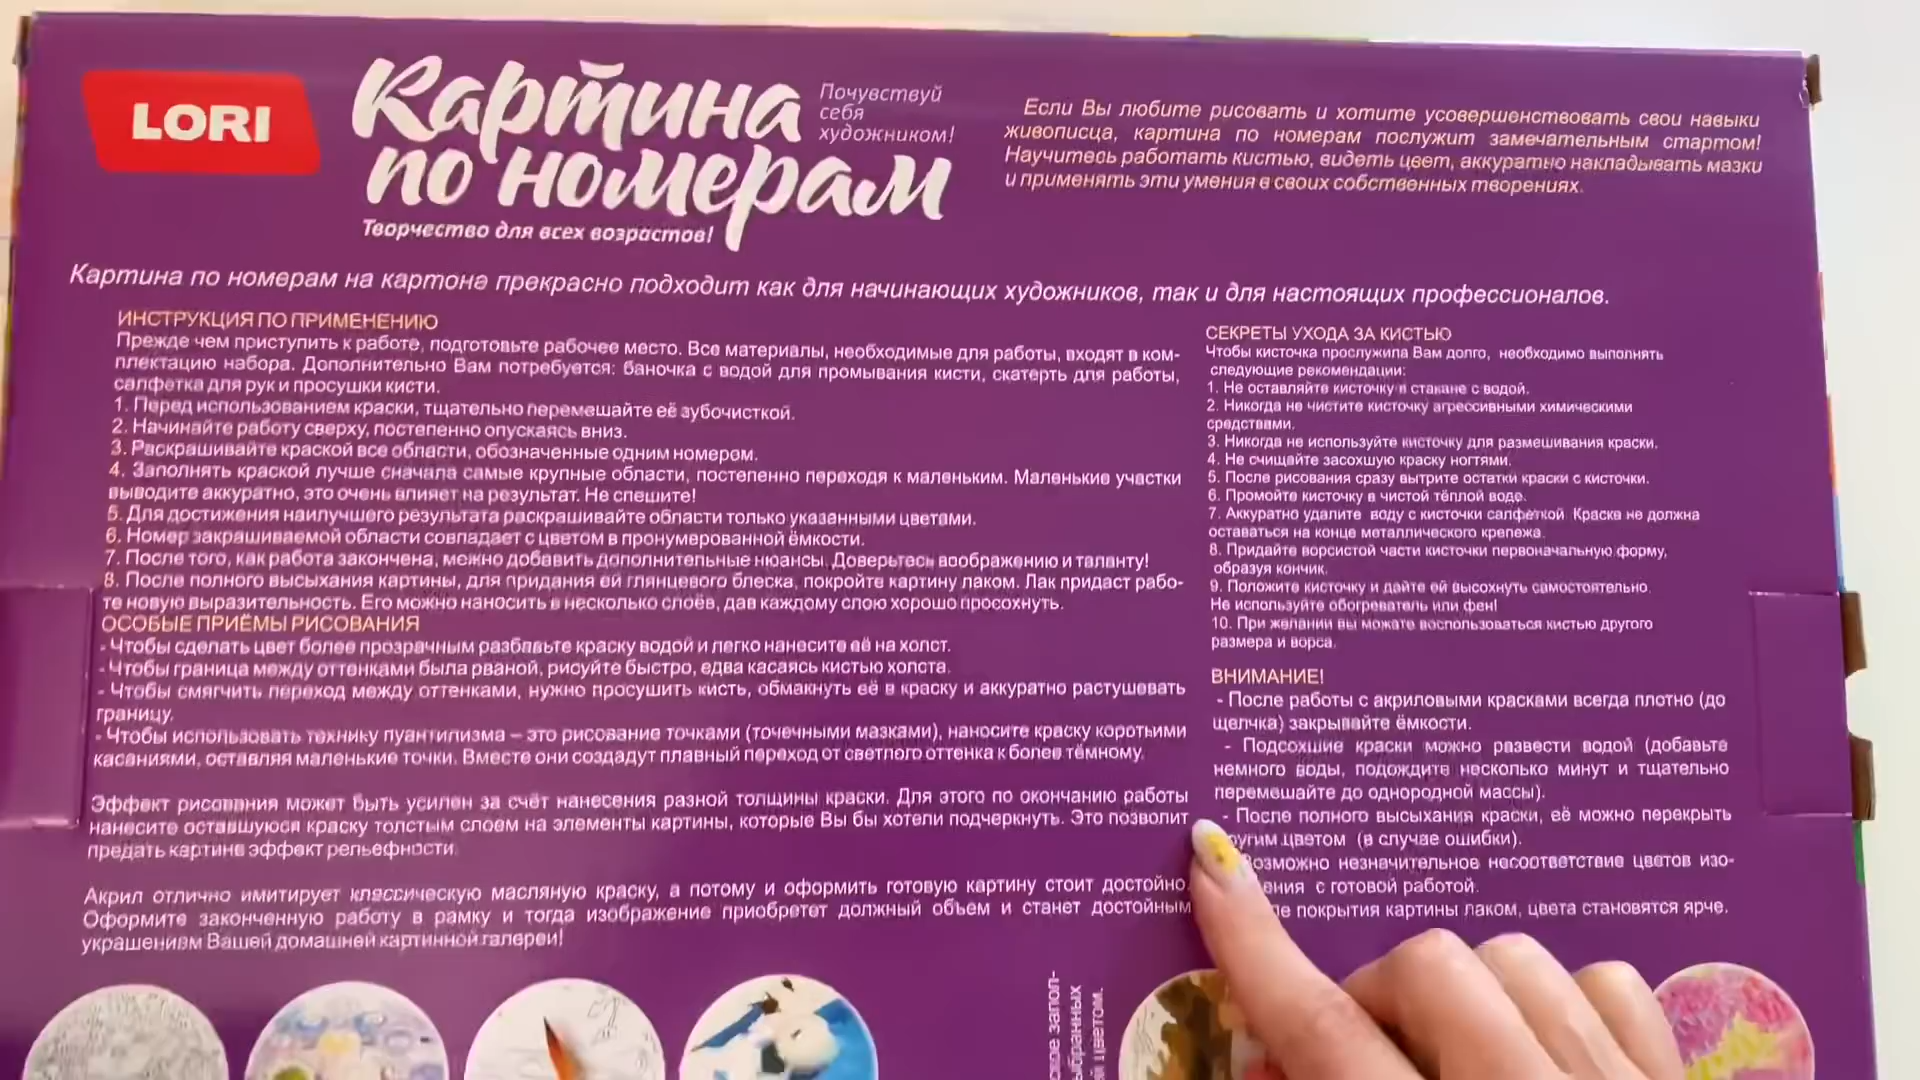 LORI
Картина
по номерам
Почувствуй
себя
художником!
Творчество для всех возрастов!
Если Вы любите рисовать и хотите усовершенствовать свои навыки
живописца, картина по номерам послужит замечательным стартом!
Научитесь работать кистью, видеть цвет, аккуратно накладывать мазки
и применять эти умения в своих собственных творениях.
Картина по номерам на картоне прекрасно подходит как для начинающих художников, так и для настоящих профессионалов.
ИНСТРУКЦИЯ ПО ПРИМЕНЕНИЮ
Прежде чем приступить к работе, подготовьте рабочее место. Все материалы, необходимые для работы, входят в ком-
плектацию набора. Дополнительно Вам потребуется: баночка с водой для промывания кисти, скатерть для работы,
салфетка для рук и просушки кисти.
1. Перед использованием краски, тщательно перемешайте её зубочисткой.
2. Начинайте работу сверху, постепенно опускаясь вниз.
3. Раскрашивайте краской все области, обозначенные одним номером.
4. Заполнять краской лучше сначала самые крупные области, постепенно переходя к маленьким. Маленькие участки
выводите аккуратно, это очень влияет на результат. Не спешите!
5. Для достижения наилучшего результата раскрашивайте области только указанными цветами.
6. Номер закрашиваемой области совпадает с цветом в пронумерованной ёмкости.
7. После того, как работа закончена, можно добавить дополнительные нюансы. Доверьтесь воображению и таланту!
8. После полного высыхания картины, для придания ей глянцевого блеска, покройте картину лаком. Лак придаст рабо-
те новую выразительность. Его можно наносить в несколько слоёв, дав каждому слою хорошо просохнуть.
ОСОБЫЕ ПРИЁМЫ РИСОВАНИЯ
- Чтобы сделать цвет более прозрачным разбавьте краску водой и легко нанесите её на холст.
- Чтобы граница между оттенками была рваной, рисуйте быстро, едва касаясь кистью холста.
- Чтобы смягчить переход между оттенками, нужно просушить кисть, обмакнуть её в краску и аккуратно растушевать
границу.
- Чтобы использовать технику пуантилизма – это рисование точками (точечными мазками), наносите краску короткими
касаниями, оставляя маленькие точки. Вместе они создадут плавный переход от светлого оттенка к более тёмному.
Эффект рисования может быть усилен за счёт нанесения разной толщины краски. Для этого по окончанию работы
нанесите оставшуюся краску толстым слоем на элементы картины, которые Вы бы хотели подчеркнуть. Это позволит
предать картине эффект рельефности.
Акрил отлично имитирует классическую масляную краску, а потому и оформить готовую картину стоит достойно.
Оформите законченную работу в рамку и тогда изображение приобретет должный объем и станет достойным
украшением Вашей домашней картинной галереи!
СЕКРЕТЫ УХОДА ЗА КИСТЬЮ
Чтобы кисточка прослужила Вам долго, необходимо выполнять
следующие рекомендации:
1. Не оставляйте кисточку в стакане с водой.
2. Никогда не чистите кисточку агрессивными химическими
средствами.
3. Никогда не используйте кисточку для размешивания краски.
4. Не счищайте засохшую краску ногтями.
5. После рисования сразу вытрите остатки краски с кисточки.
6. Промойте кисточку в чистой тёплой воде.
7. Аккуратно удалите воду с кисточки салфеткой. Краска не должна
оставаться на конце металлического крепежа.
8. Придайте ворсистой части кисточки первоначальную форму,
образуя кончик.
9. Положите кисточку и дайте ей высохнуть самостоятельно.
Не используйте обогреватель или фен!
10. При желании вы можете воспользоваться кистью другого
размера и ворса.
ВНИМАНИЕ!
- После работы с акриловыми красками всегда плотно (до
щелчка) закрывайте ёмкости.
- Подсохшие краски можно развести водой (добавьте
немного воды, подождите несколько минут и тщательно
перемешайте до однородной массы).
- После полного высыхания краски, её можно перекрыть
ругим цветом (в случае ошибки).
Возможно незначительное несоответствие цветов изо-
ения с готовой работой.
покрытия картины лаком, цвета становятся ярче.
ское запол-
ыбранных
цветом.